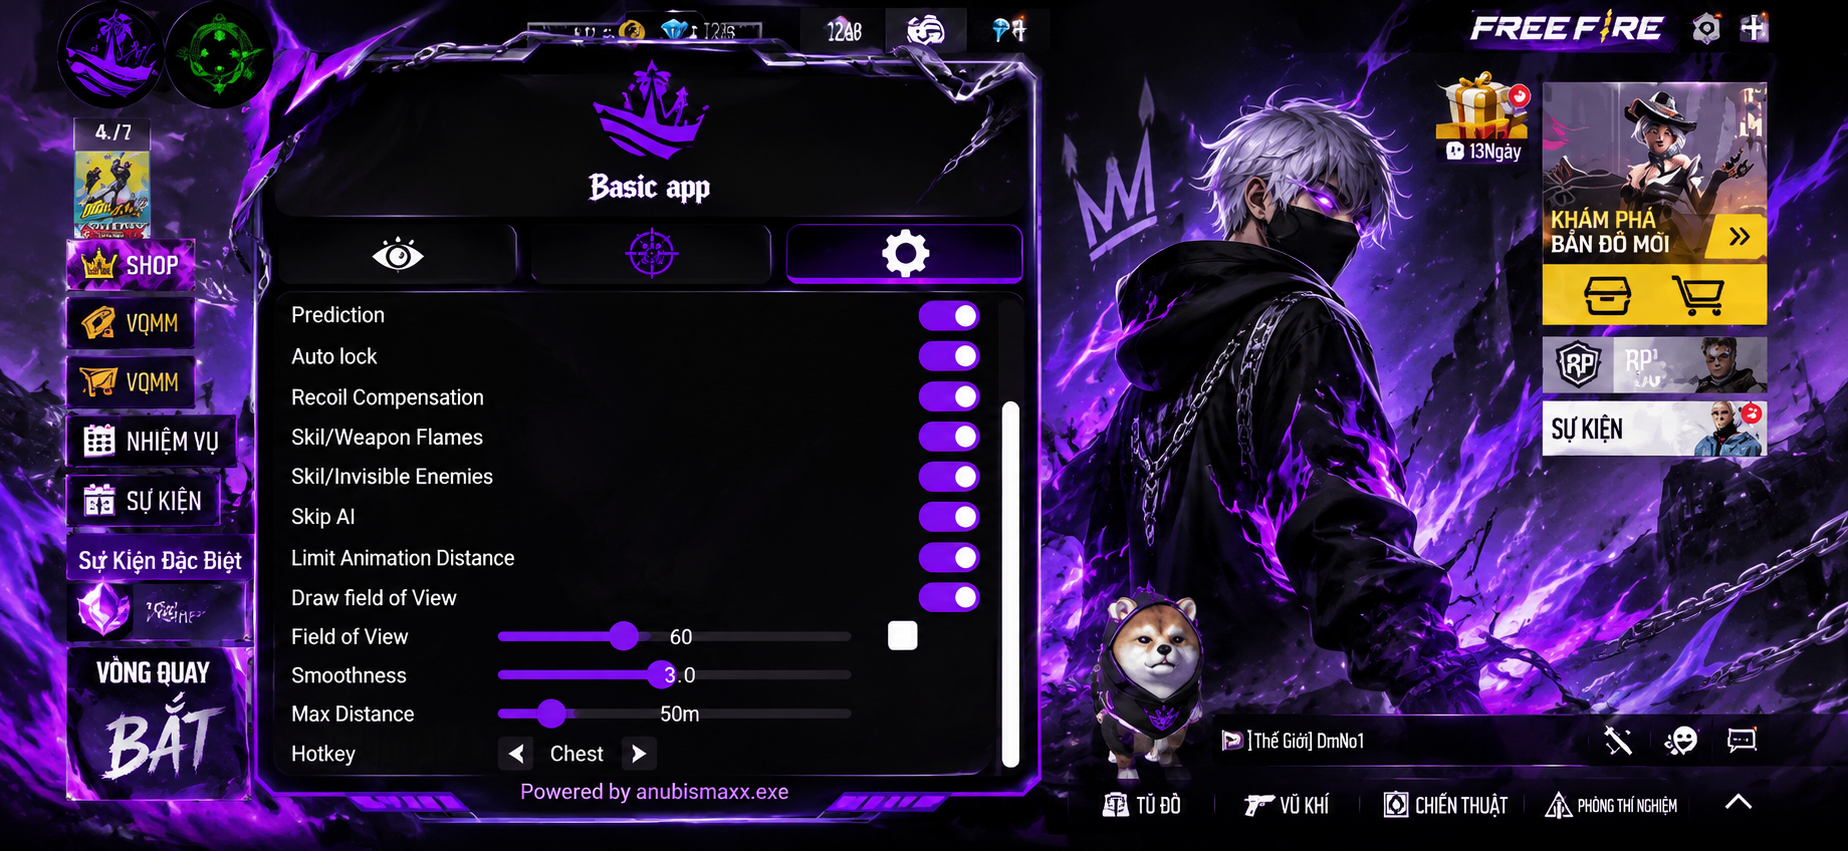 1248
4
FREE FIRE
4./7
13Ngày
Basic app
SHOP
VQMM
VQMM
NHIỆM VỤ
SỰ KIỆN
Sự Kiện Đặc Biệt
VÒNG QUAY
BẮT
Prediction
Auto lock
Recoil Compensation
Skil/Weapon Flames
Skil/Invisible Enemies
Skip AI
Limit Animation Distance
Draw field of View
Field of View 60
Smoothness 3.0
Max Distance 50m
Hotkey Chest
Powered by anubismaxx.exe
KHÁM PHÁ
BẢN ĐỒ MỚI
RP
SỰ KIỆN
[Thế Giới] DmNo1
TỦ ĐỒ
VŨ KHÍ
CHIẾN THUẬT
PHÒNG THÍ NGHIỆM